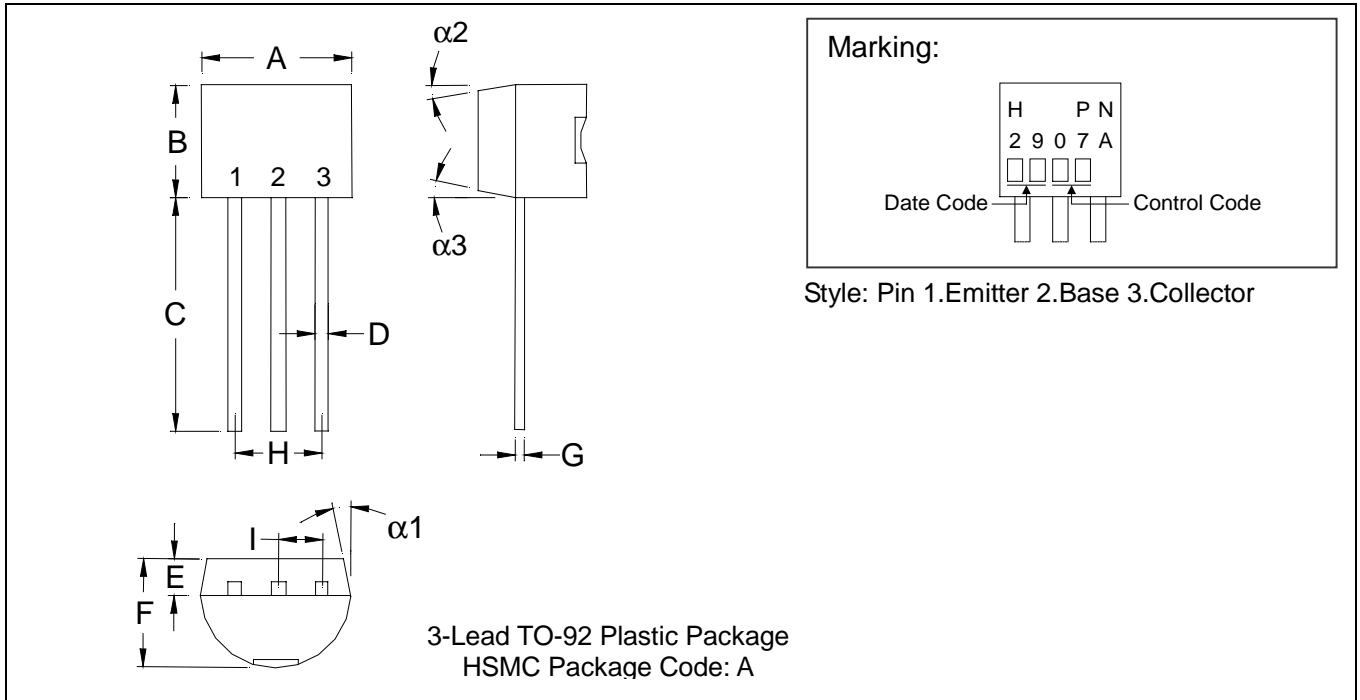 α2
A
B
1 2 3
α3
C
D
H
G
α1
I
E
F
3-Lead TO-92 Plastic Package
HSMC Package Code: A
Marking:
H P N
2 9 0 7 A
Date Code
Control Code
Style: Pin 1.Emitter 2.Base 3.Collector